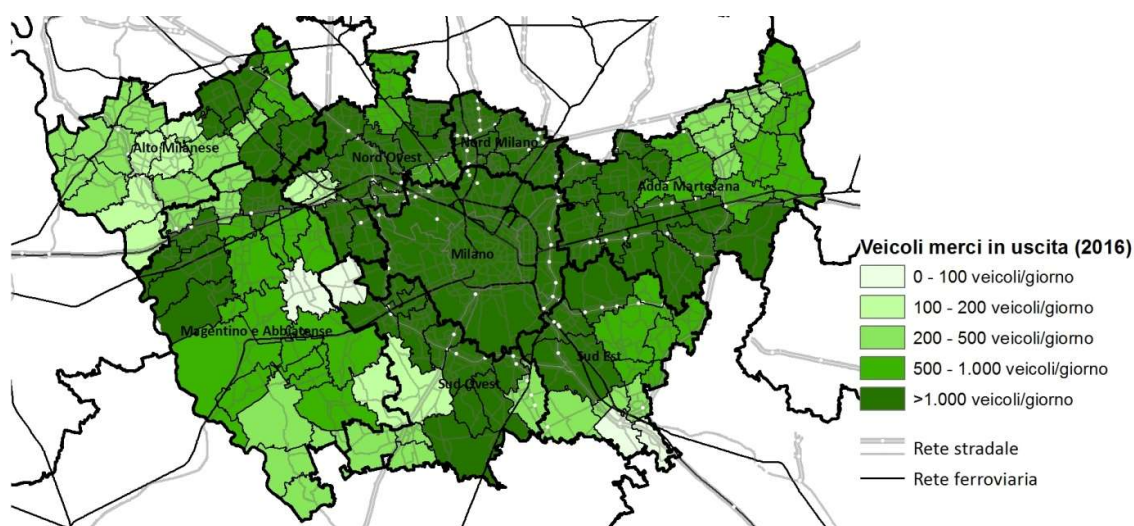 Alto Milanese
Nord Ovest
Nord Milano
Adda Martesana
Milano
Magentino e Abbiatense
Sud Ovest
Sud Est
Veicoli merci in uscita (2016)
0 - 100 veicoli/giorno
100 - 200 veicoli/giorno
200 - 500 veicoli/giorno
500 - 1.000 veicoli/giorno
>1.000 veicoli/giorno
Rete stradale
Rete ferroviaria